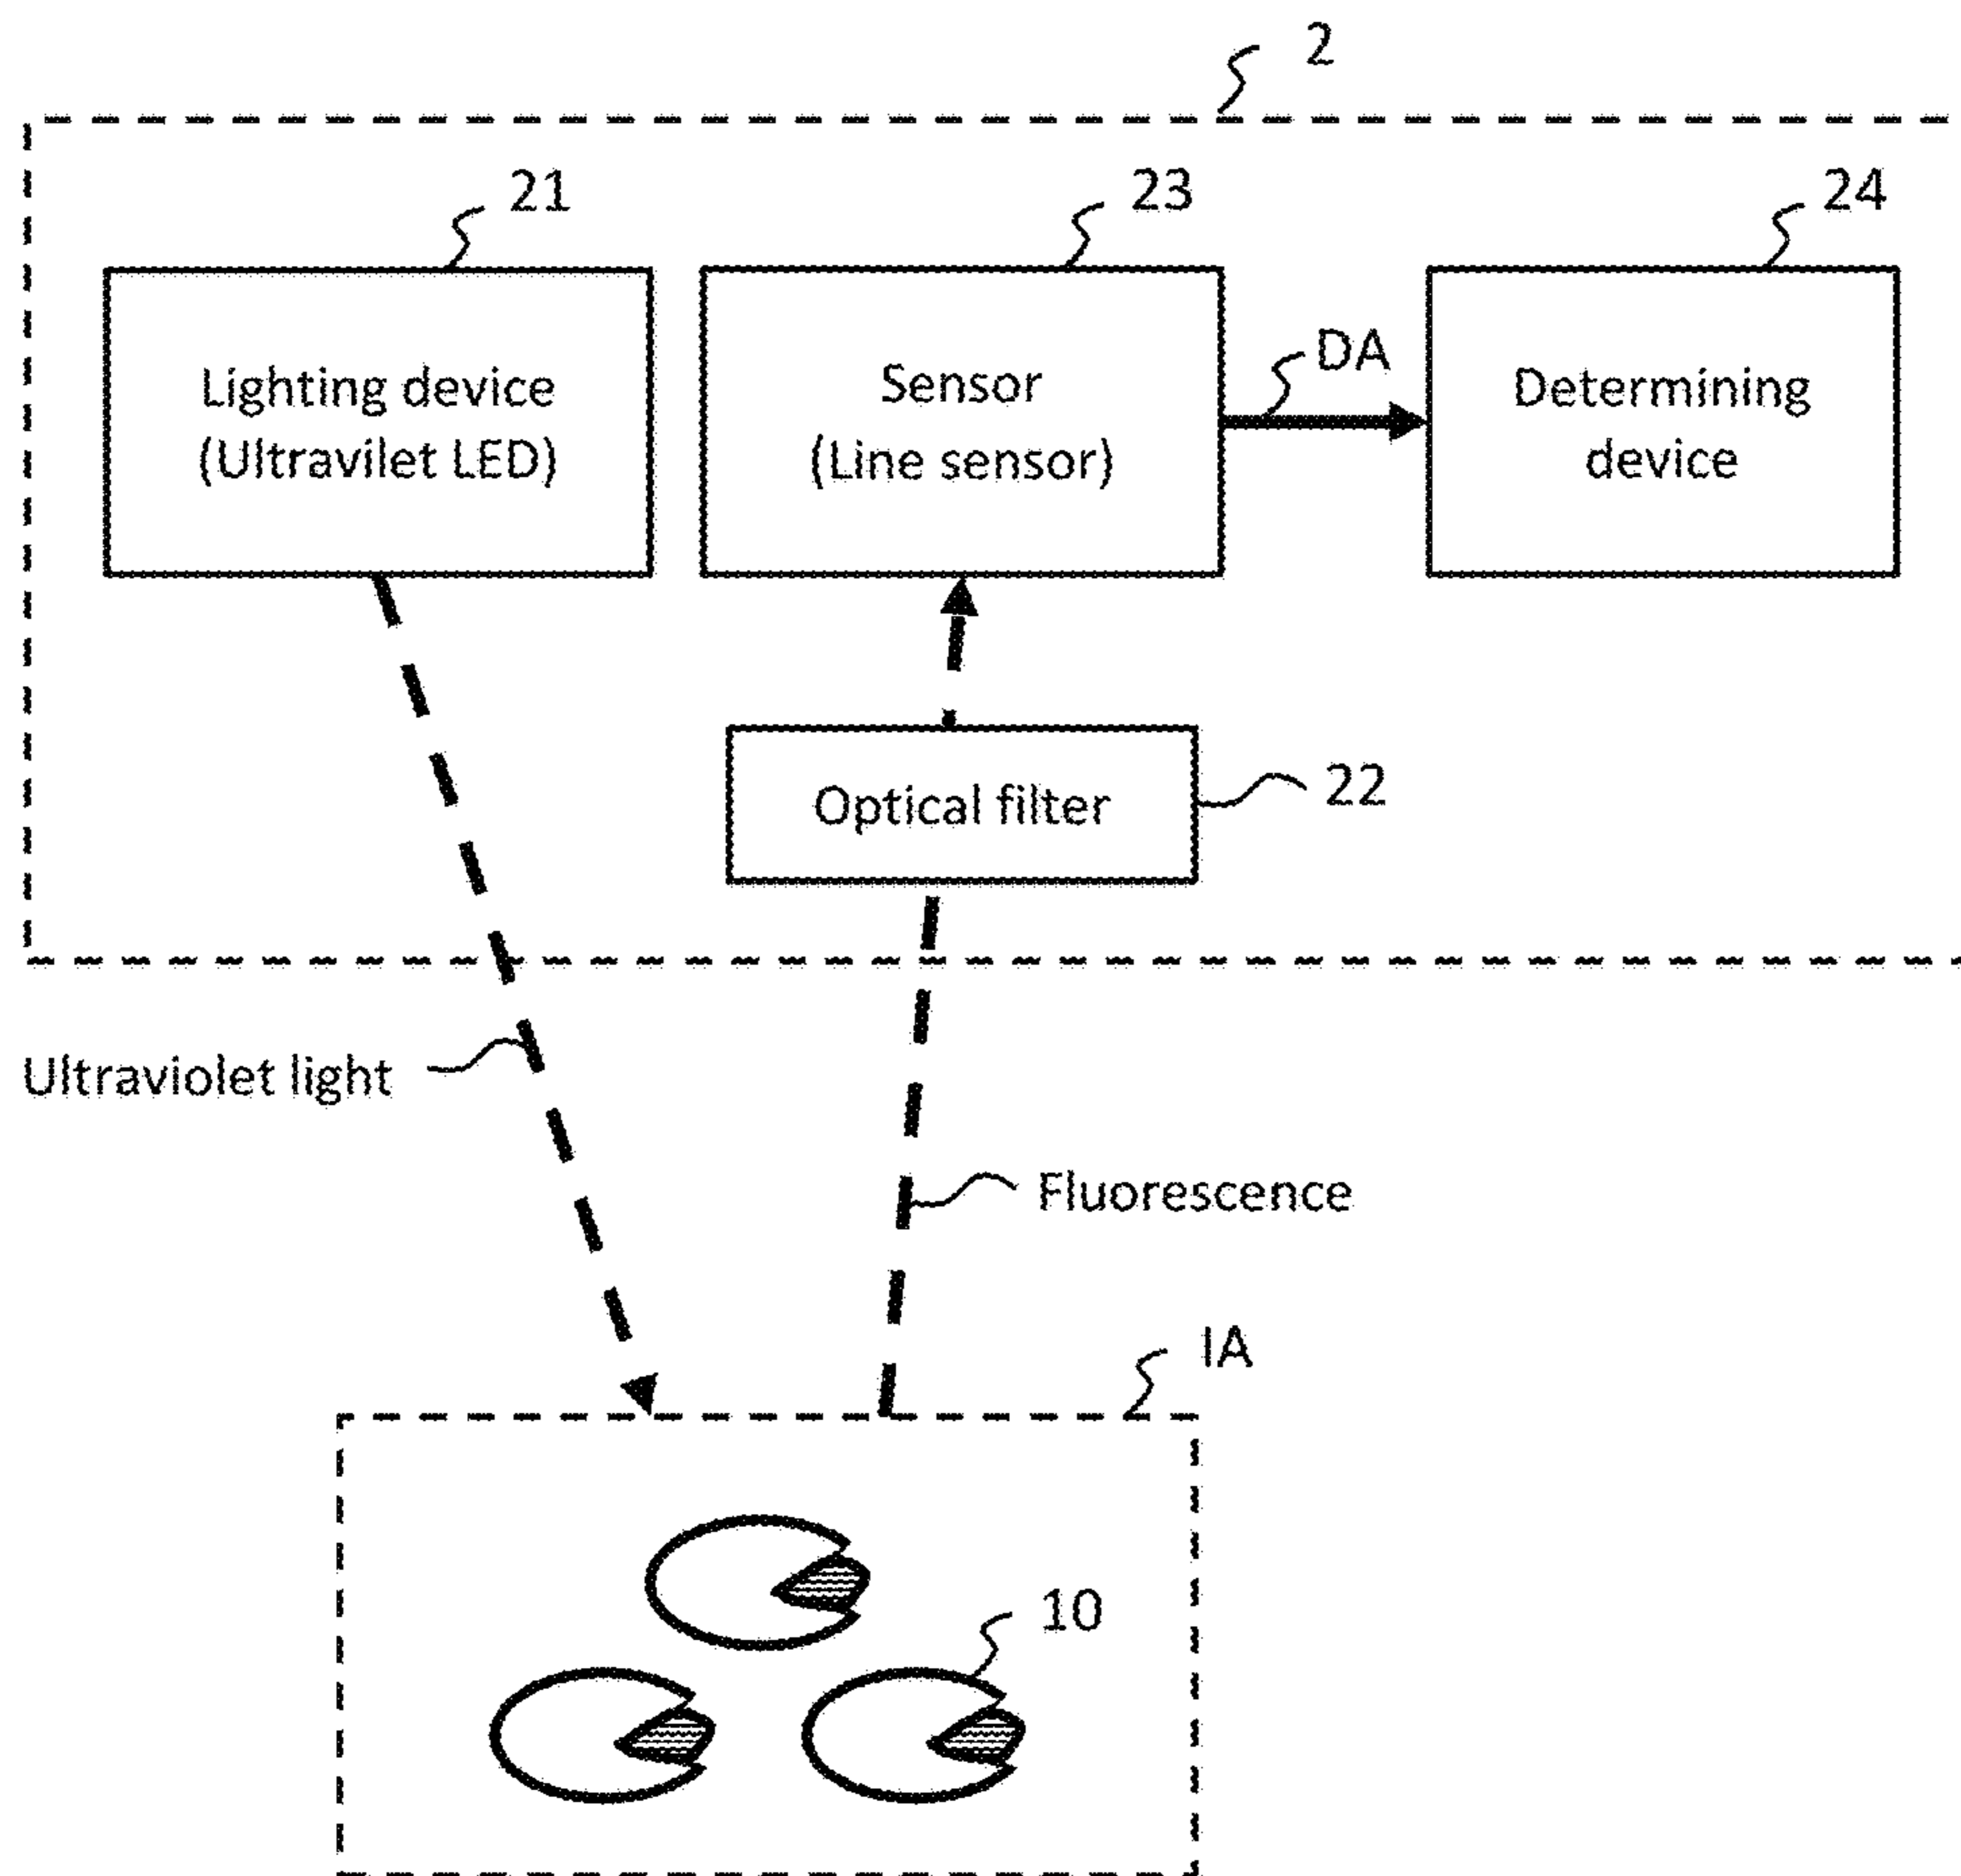 2
21
23
24
Lighting device
(Ultravilet LED)
Sensor
(Line sensor)
DA
Determining
device
Optical filter
22
Ultraviolet light
Fluorescence
IA
10